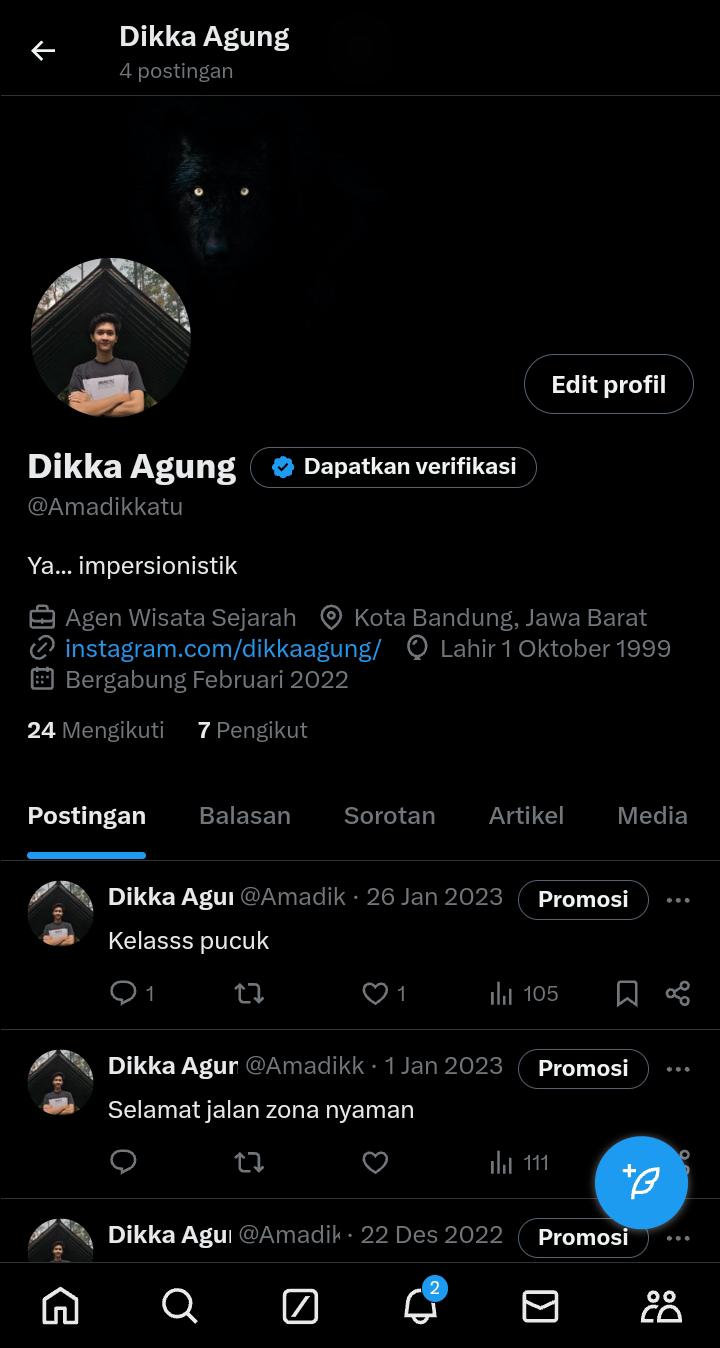 Dikka Agung
4 postingan
Edit profil
Dikka Agung Dapatkan verifikasi
@Amadikkatu
Ya... impersionistik
Agen Wisata Sejarah Kota Bandung, Jawa Barat
instagram.com/dikkaagung/ Lahir 1 Oktober 1999
Bergabung Februari 2022
24 Mengikuti 7 Pengikut
Postingan Balasan Sorotan Artikel Media
Dikka Agu @Amadik · 26 Jan 2023 Promosi
Kelasss pucuk
1 1 105
Dikka Agun @Amadikk · 1 Jan 2023 Promosi
Selamat jalan zona nyaman
111
Dikka Agu @Amadik · 22 Des 2022 Promosi
2